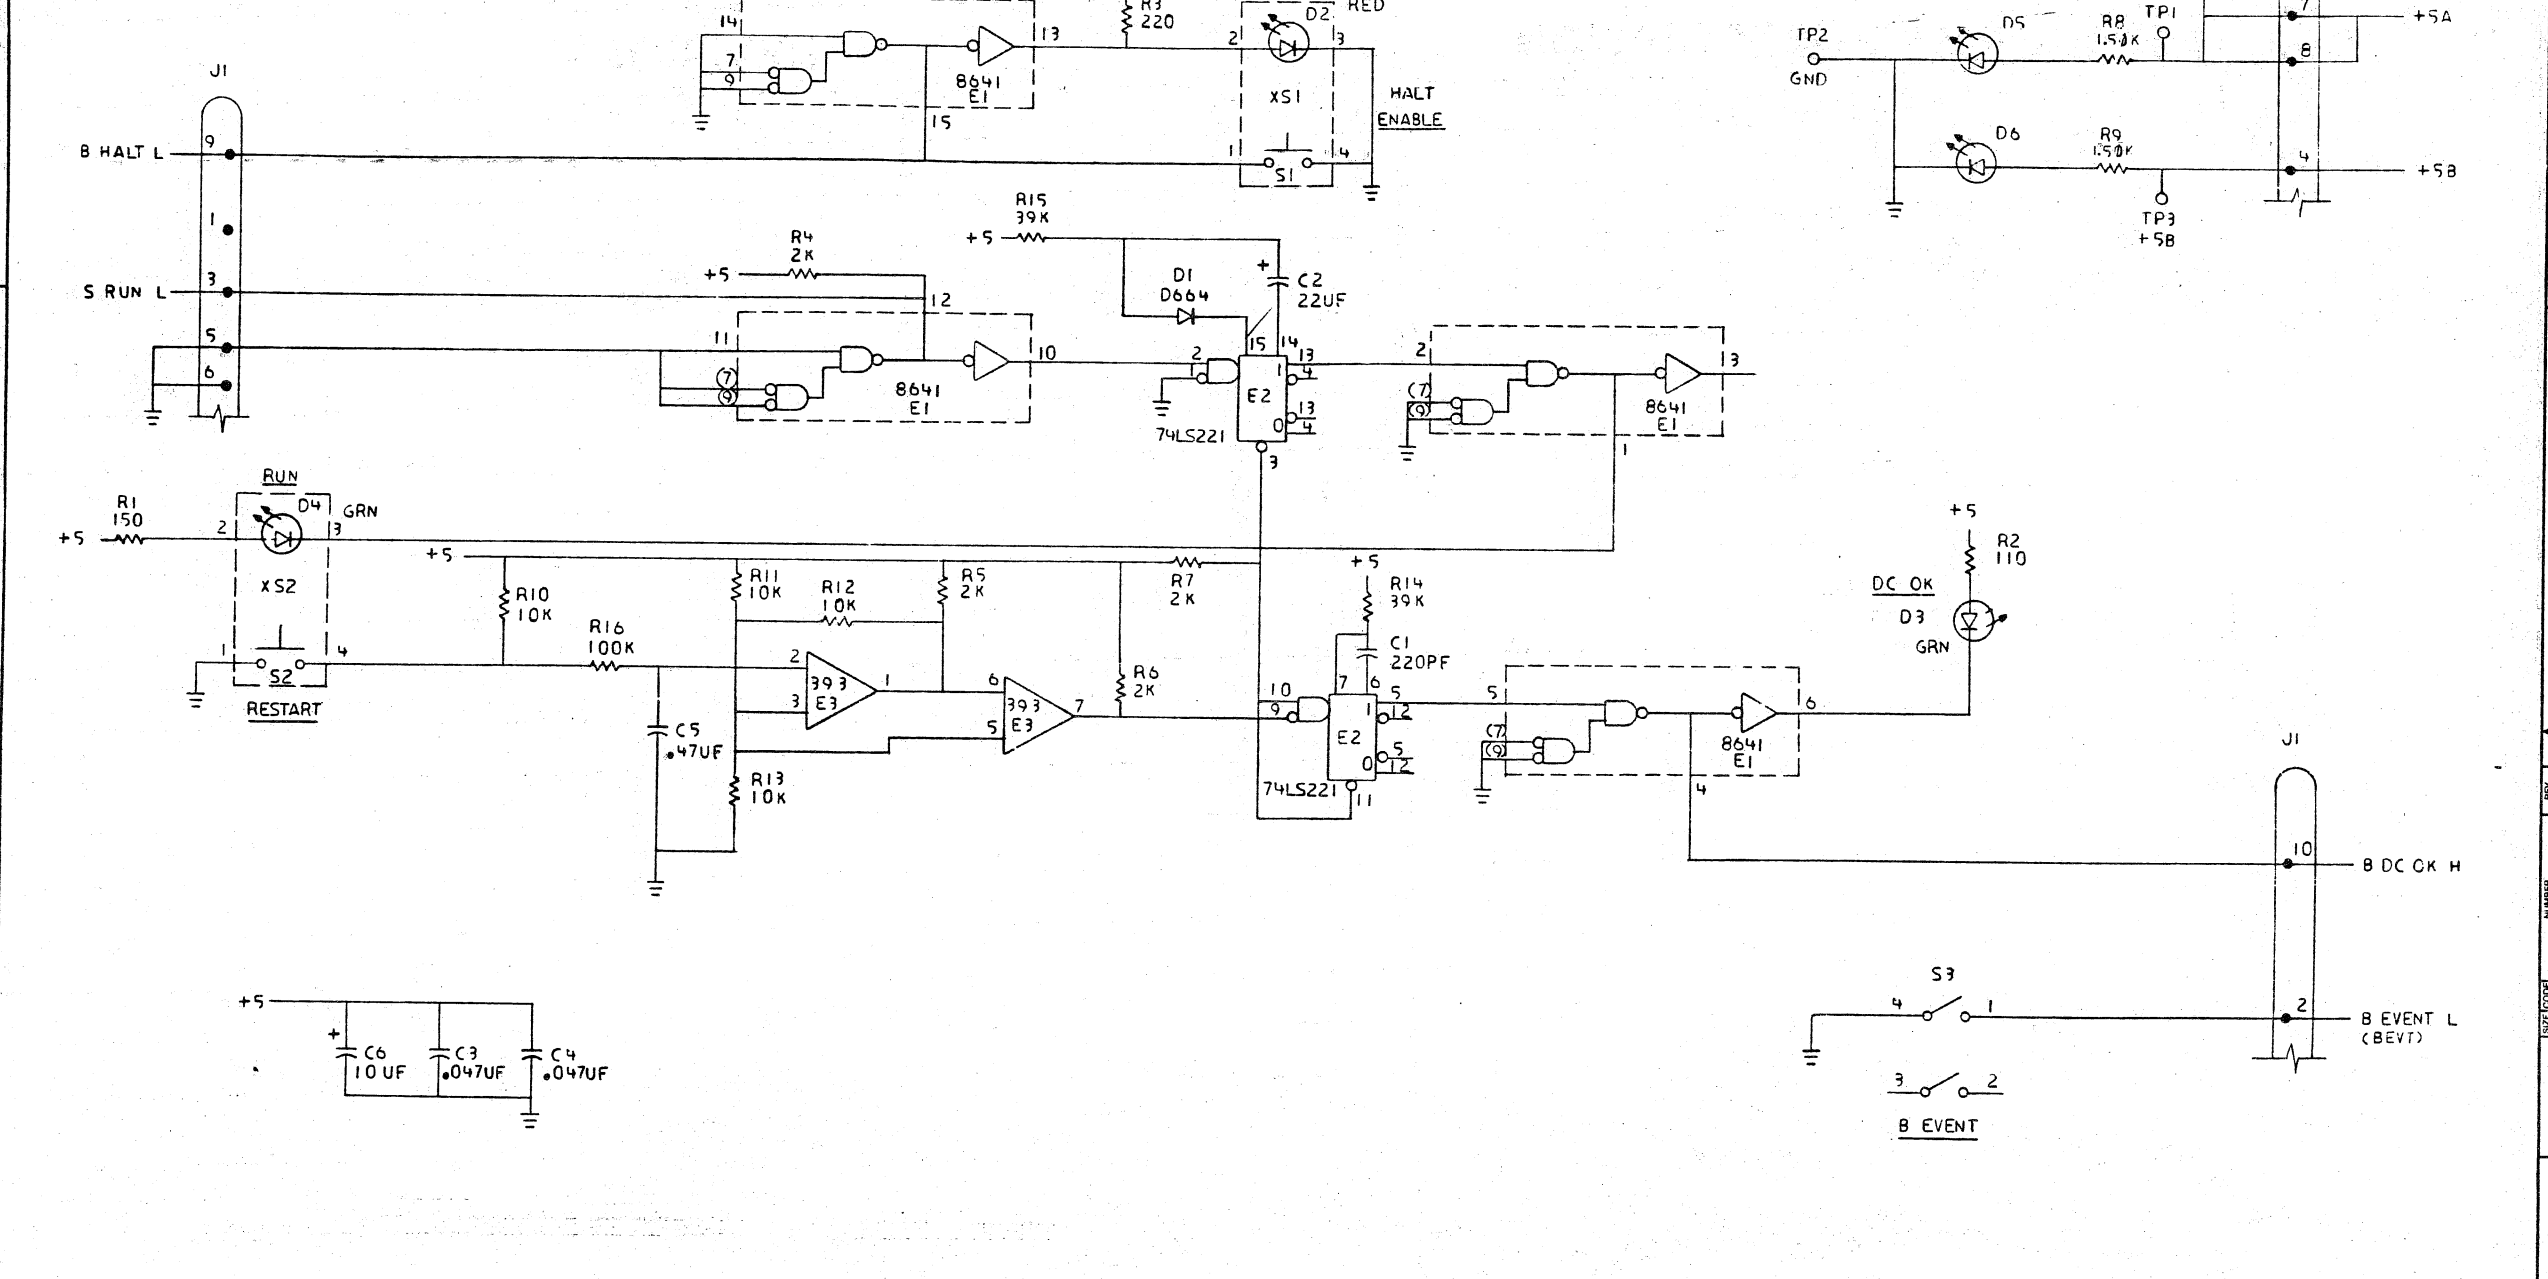 R3
220
D2
RED
14
13
2
3
7
9
8641
E1
XS1
HALT
ENABLE
15
1
4
S1
J1
9
B HALT L
1
3
S RUN L
5
6
TP2
GND
D5
R8
1.50K
TP1
7
+5A
8
D6
R9
1.50K
4
+5B
TP3
+5B
R15
39K
+5
R4
2K
+5
12
D1
D664
+
C2
22UF
11
(7)
(9)
8641
E1
10
2
1
15
14
1
13
4
E2
13
0
4
74LS221
3
2
(7)
(9)
8641
E1
3
1
RUN
R1
150
+5
2
D4
3
GRN
XS2
1
4
S2
RESTART
+5
R10
10K
R16
100K
R11
10K
R12
10K
R5
2K
R7
2K
+5
R14
39K
C1
220PF
R6
2K
2
3
393
E3
1
6
5
393
E3
7
C5
.47UF
R13
10K
10
9
7
6
1
5
12
E2
5
0
12
74LS221
11
5
(7)
(9)
8641
E1
6
4
+5
R2
110
DC OK
D3
GRN
J1
10
B DC OK H
S3
4
1
2
B EVENT L
(BEVT)
3
2
B EVENT
+5
+
C6
10UF
C3
.047UF
C4
.047UF
NUMBER
SIZE CODE